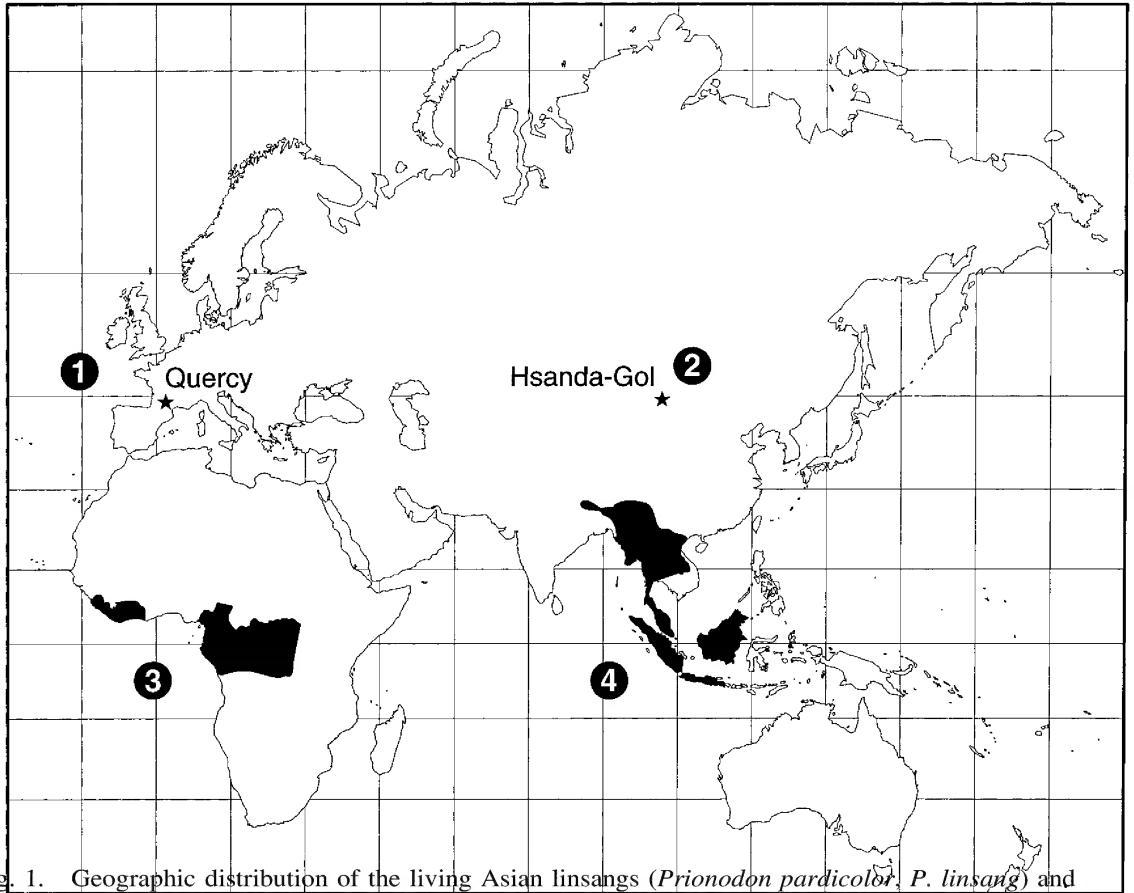 1
Quercy
Hsanda-Gol
2
3
4
g. 1. Geographic distribution of the living Asian linsangs (Prionodon pardicolor, P. linsang) and